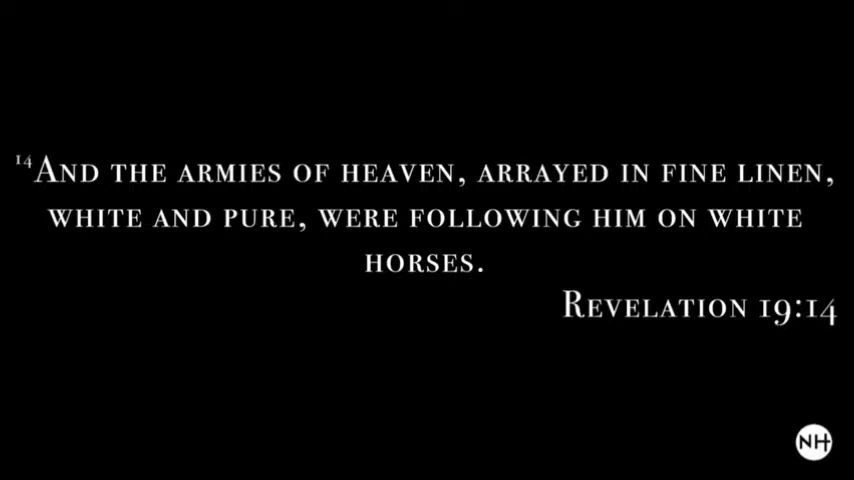 ¹⁴And the armies of heaven, arrayed in fine linen,
white and pure, were following him on white
horses.
Revelation 19:14
NH